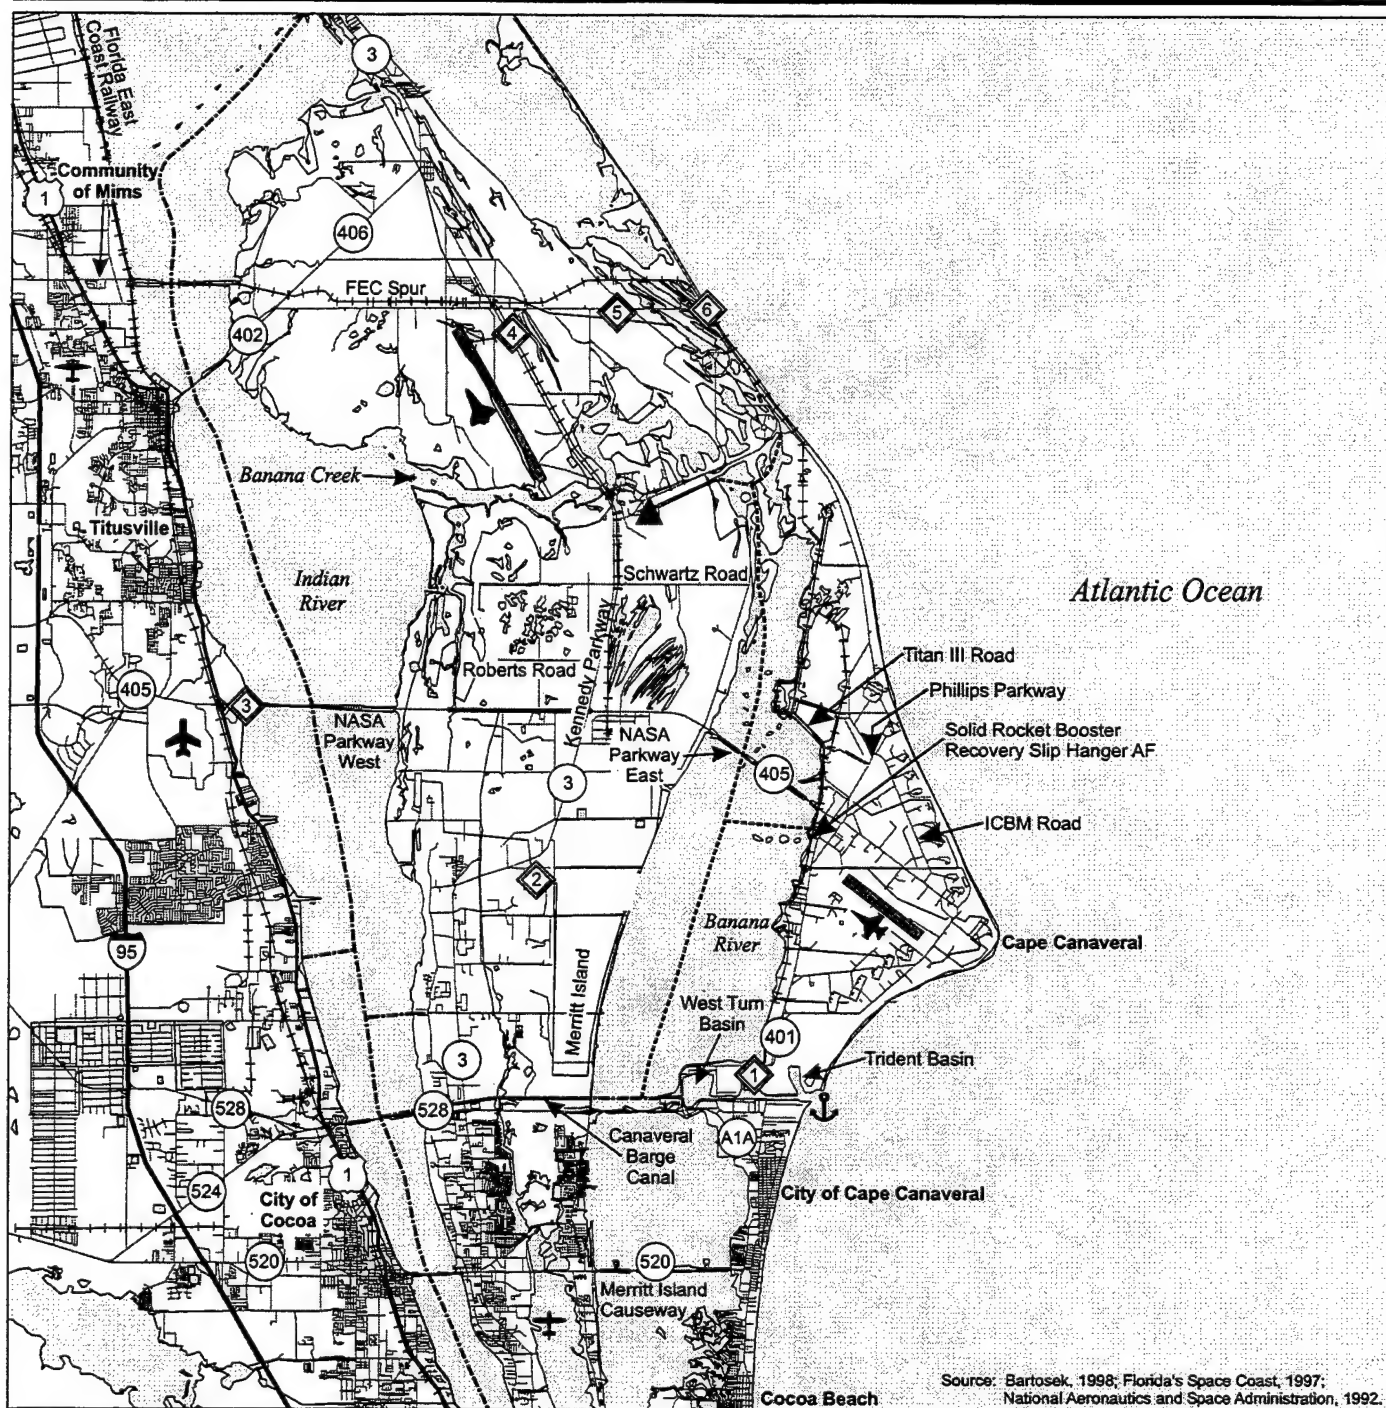 3
Florida East
Coast Railway
Community
of Mims
1
406
FEC Spur
402
4
5
6
Banana Creek
Titusville
Indian
River
Schwartz Road
Atlantic Ocean
Roberts Road
Kennedy Parkway
Titan III Road
Phillips Parkway
Solid Rocket Booster
Recovery Slip Hanger AF
405
3
NASA
Parkway
West
NASA
Parkway
East
405
3
ICBM Road
2
Banana
River
Cape Canaveral
95
Merritt Island
West Turn
Basin
401
Trident Basin
3
1
528
528
Canaveral
Barge
Canal
A1A
524
City of
Cocoa
1
City of Cape Canaveral
520
520
Merritt Island
Causeway
Cocoa Beach
Source: Bartosek, 1998; Florida's Space Coast, 1997;
National Aeronautics and Space Administration, 1992.